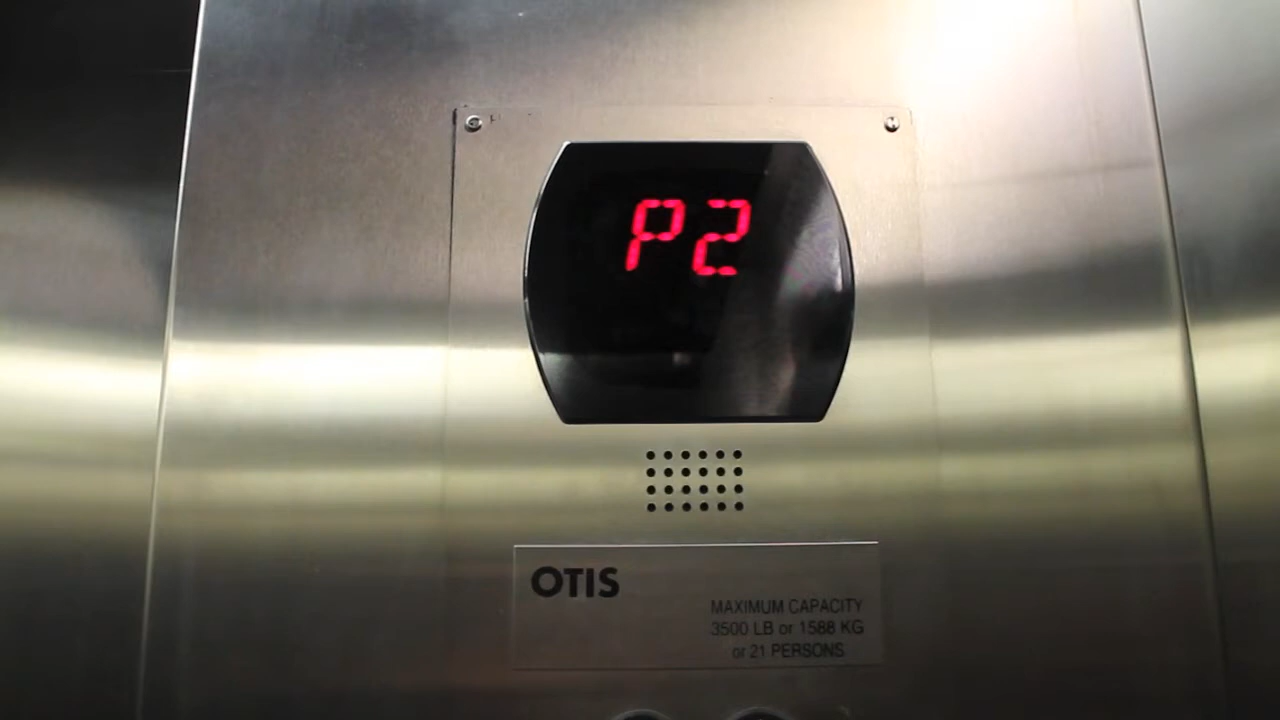 P2
OTIS
MAXIMUM CAPACITY
3500 LB or 1588 KG
or 21 PERSONS